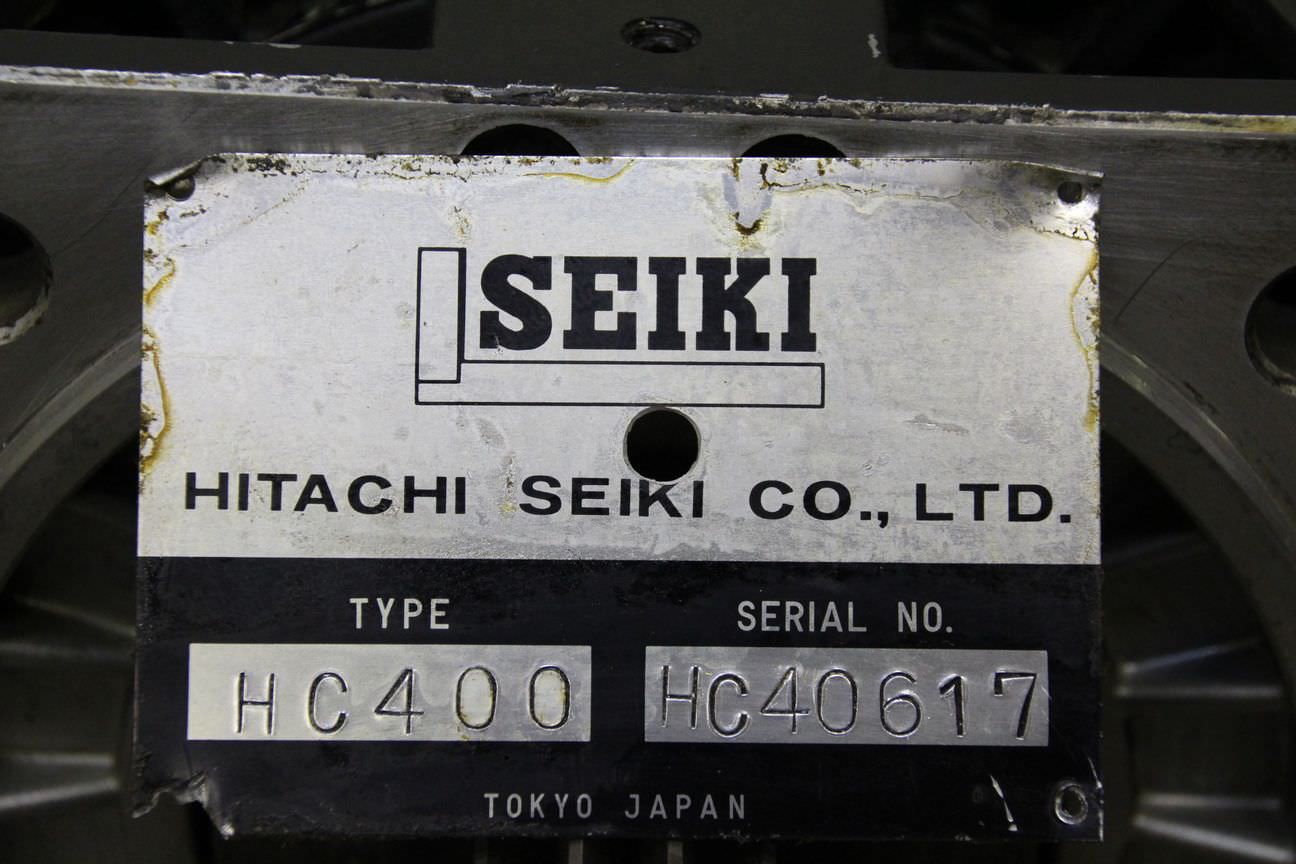 SEIKI
HITACHI SEIKI CO., LTD.
TYPE SERIAL NO.
HC400 HC40617
TOKYO JAPAN